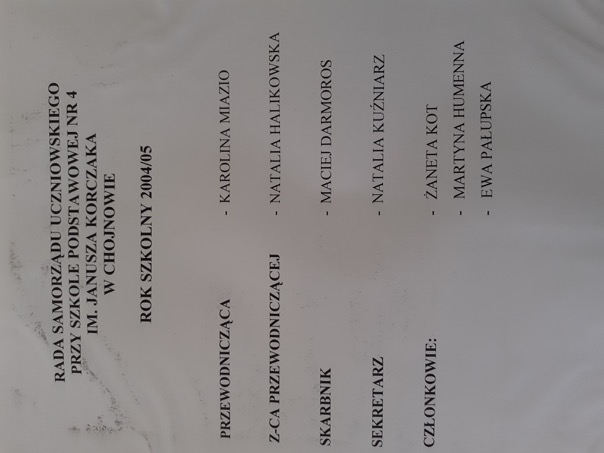 RADA SAMORZĄDU UCZNIOWSKIEGO
PRZY SZKOLE PODSTAWOWEJ NR 4
IM. JANUSZA KORCZAKA
W CHOJNOWIE
ROK SZKOLNY 2004/05
PRZEWODNICZĄCA - KAROLINA MIAZIO
Z-CA PRZEWODNICZĄCEJ - NATALIA HALIKOWSKA
SKARBNIK - MACIEJ DARMOROS
SEKRETARZ - NATALIA KUŹNIARZ
CZŁONKOWIE: - ŻANETA KOT
- MARTYNA HUMENNA
- EWA PAŁUPSKA